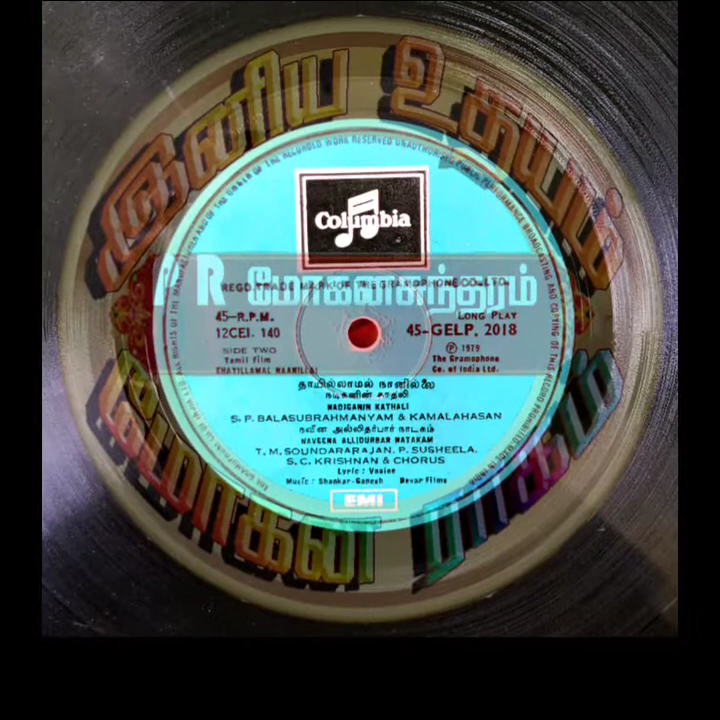 இனிய உதயம்
Columbia
A R மோகனசுந்தரம்
REGD. TRADE MARK OF THE GRAMOPHONE CO. LTD.
45-R.P.M.
LONG PLAY
12CEI. 140
45-GELP. 2018
SIDE TWO
Ⓟ 1979
Tamil Film
The Gramophone
THAYILLAMAL NAANILLAI
Co. of India Ltd.
தாயில்லாமல் நானில்லை
நடிகனின் காதலி
NADIGANIN KATHALI
S. P. BALASUBRAHMANYAM & KAMALAHASAN
நவீன அல்லிதர்பார் நாடகம்
NAVEENA ALLIDURBAR NATAKAM
T. M. SOUNDARARAJAN, P. SUSHEELA.
S. C. KRISHNAN & CHORUS
Lyric : Vaalee
Music : Shankar-Ganesh Devar Films
EMI
மோகன ராகம்